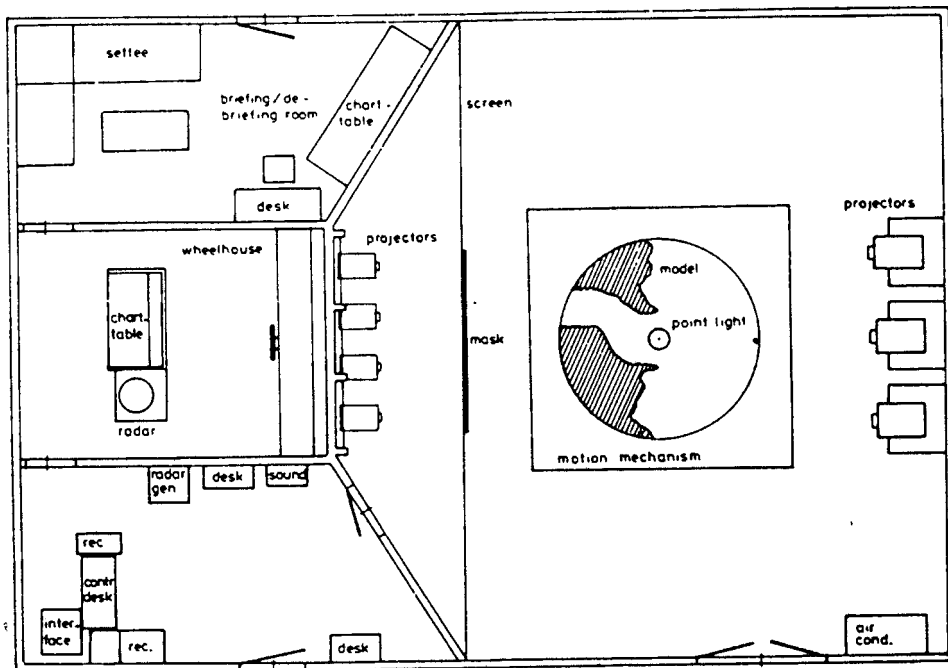 settee
briefing/de-
briefing room
chart-
table
screen
desk
wheelhouse
projectors
projectors
model
point light
chart-
table
mask
radar
motion mechanism
radar
gen
desk
sound
rec
contr
desk
inter-
face
rec.
desk
air
cond.